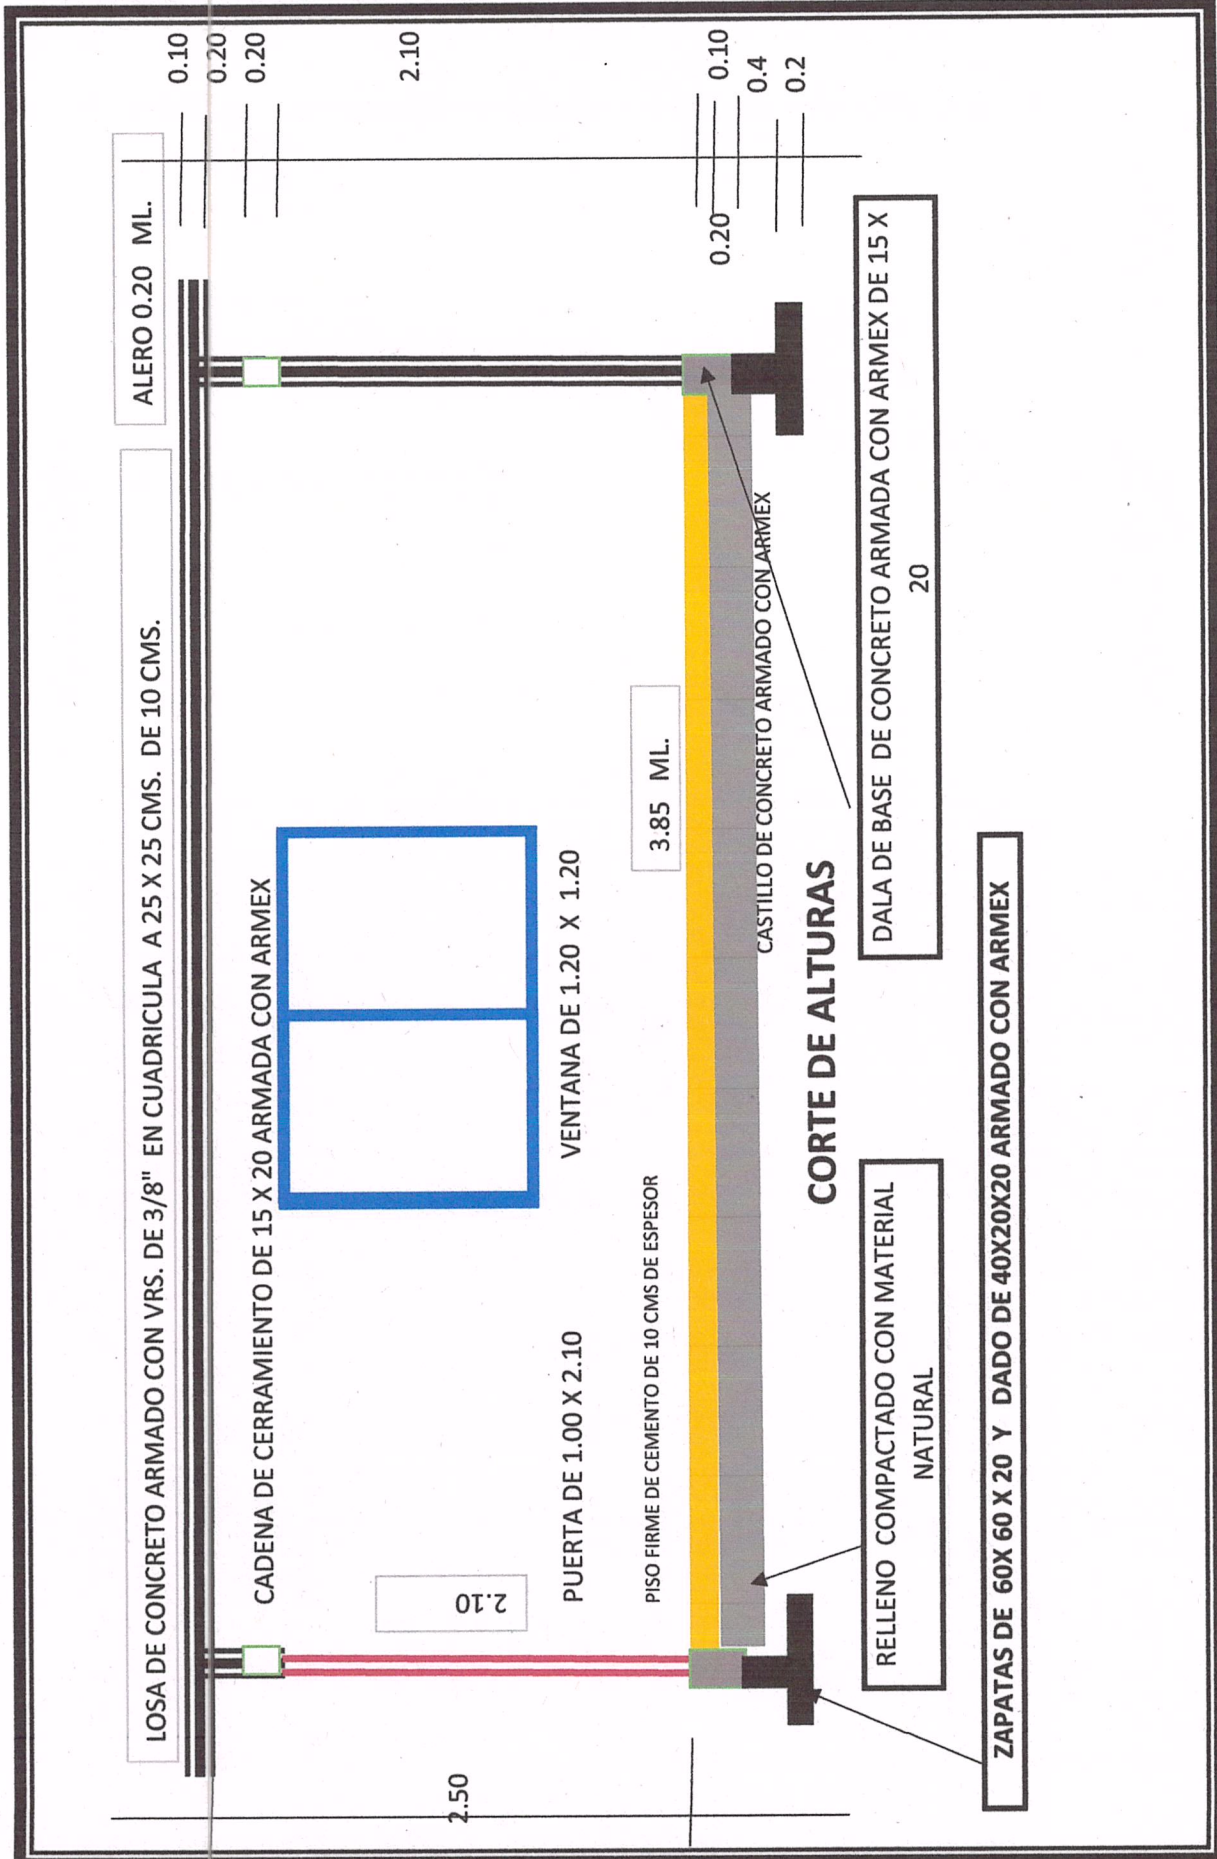 LOSA DE CONCRETO ARMADO CON VRS. DE 3/8" EN CUADRICULA A 25 X 25 CMS. DE 10 CMS.
ALERO 0.20 ML.
0.10
0.20
0.20
CADENA DE CERRAMIENTO DE 15 X 20 ARMADA CON ARMEX
2.10
2.50
2.10
PUERTA DE 1.00 X 2.10
VENTANA DE 1.20 X 1.20
PISO FIRME DE CEMENTO DE 10 CMS DE ESPESOR
3.85 ML.
0.20
0.10
0.4
0.2
CASTILLO DE CONCRETO ARMADO CON ARMEX
CORTE DE ALTURAS
RELLENO COMPACTADO CON MATERIAL
NATURAL
DALA DE BASE DE CONCRETO ARMADA CON ARMEX DE 15 X
20
ZAPATAS DE 60X 60 X 20 Y DADO DE 40X20X20 ARMADO CON ARMEX